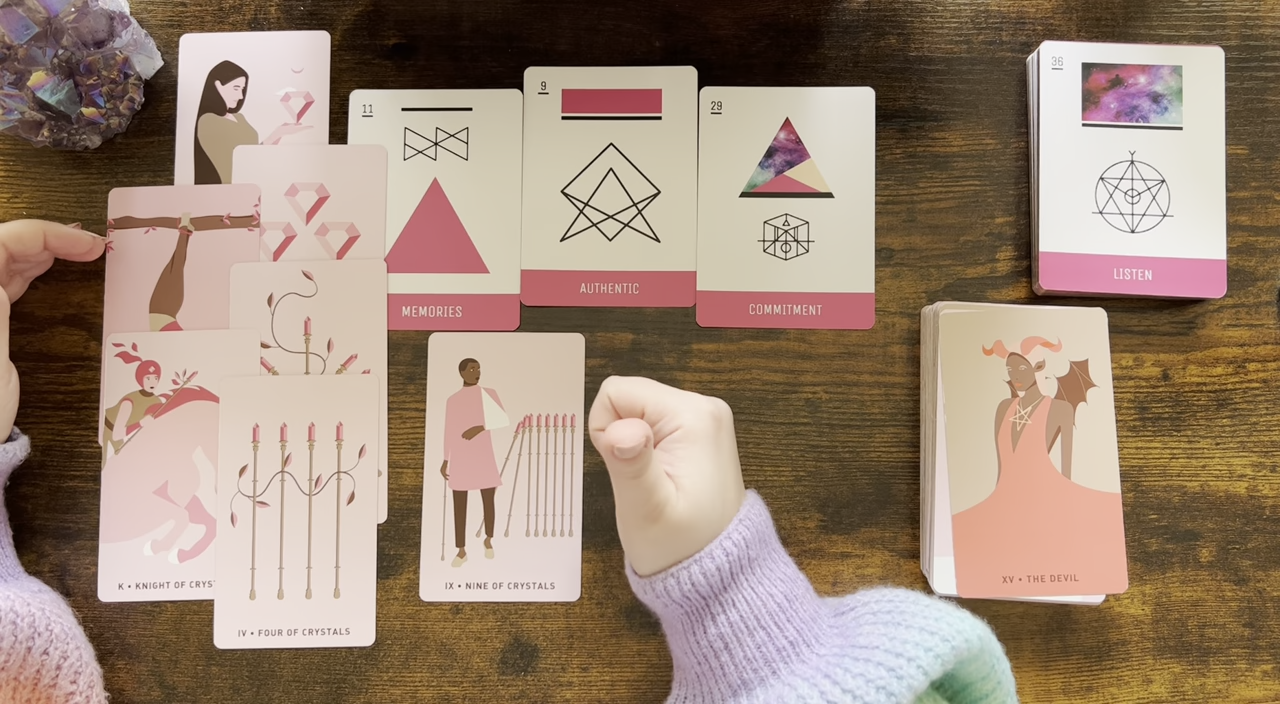 11
MEMORIES
9
AUTHENTIC
29
COMMITMENT
36
LISTEN
K • KNIGHT OF CRYST
IV • FOUR OF CRYSTALS
IX • NINE OF CRYSTALS
XV • THE DEVIL